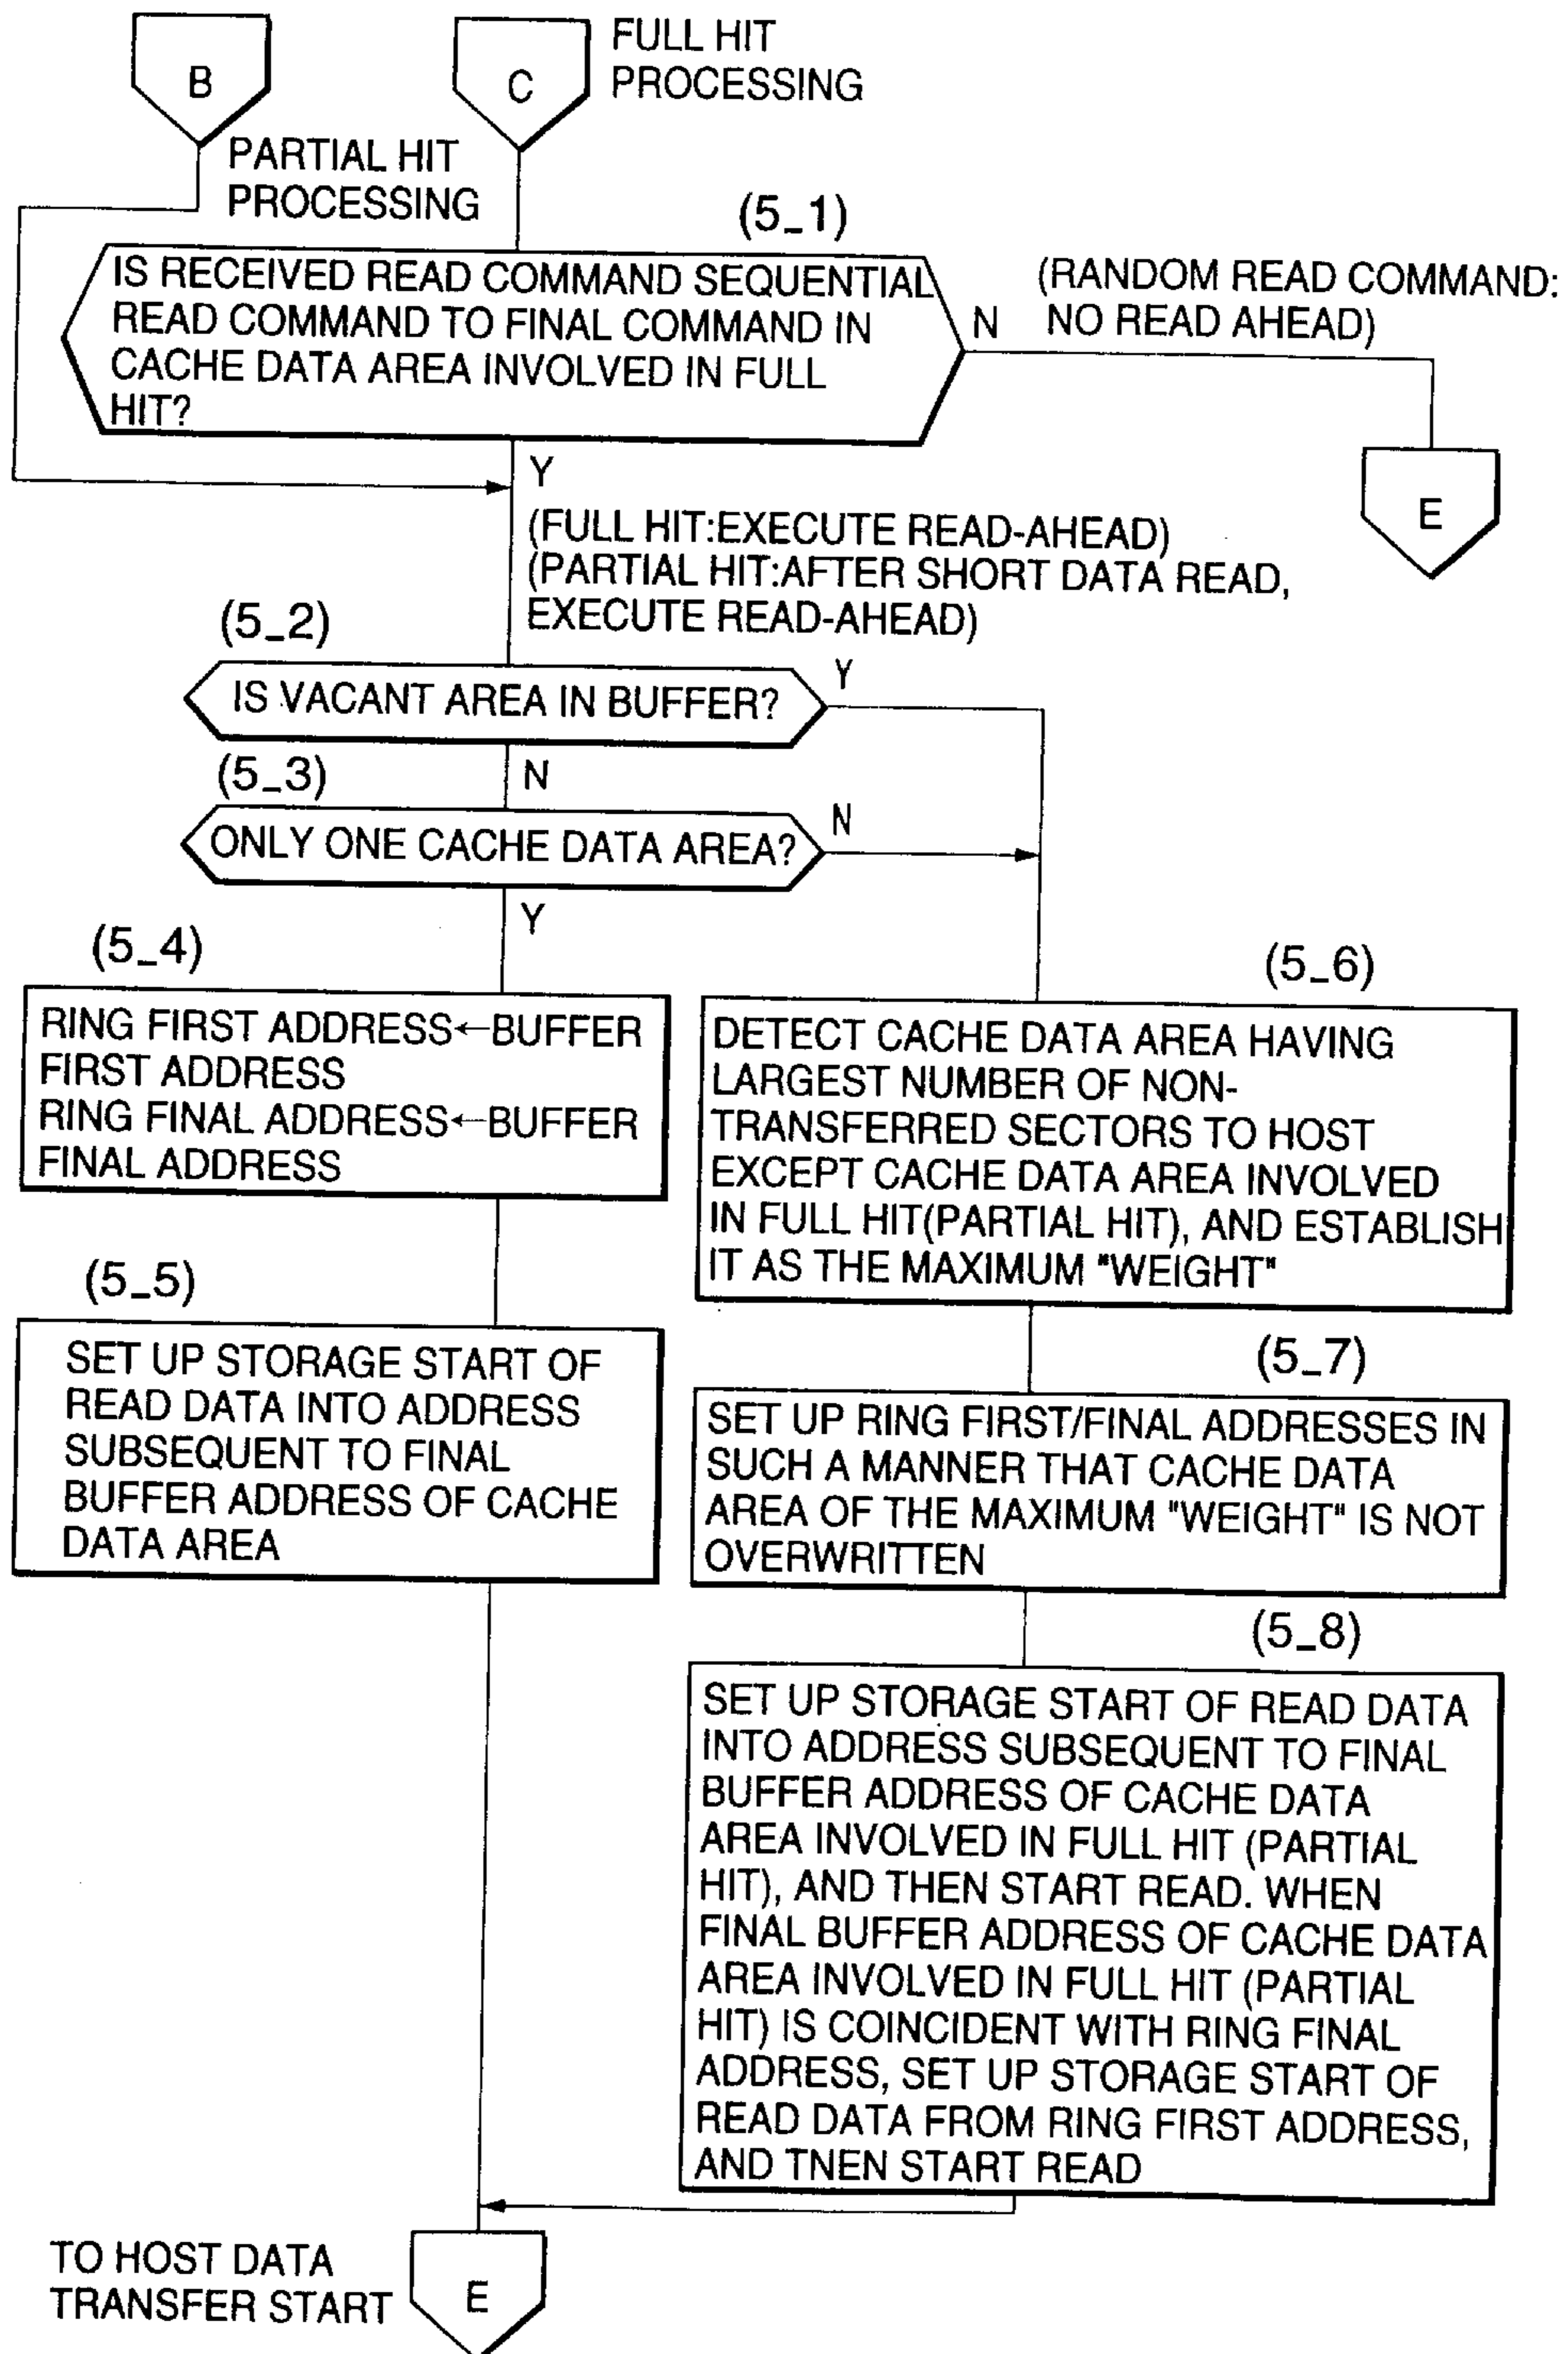 B
C
FULL HIT
PROCESSING
PARTIAL HIT
PROCESSING
(5_1)
IS RECEIVED READ COMMAND SEQUENTIAL
READ COMMAND TO FINAL COMMAND IN
CACHE DATA AREA INVOLVED IN FULL
HIT?
N
(RANDOM READ COMMAND:
NO READ AHEAD)
E
Y
(FULL HIT:EXECUTE READ-AHEAD)
(PARTIAL HIT:AFTER SHORT DATA READ,
EXECUTE READ-AHEAD)
(5_2)
IS VACANT AREA IN BUFFER?
Y
N
(5_3)
ONLY ONE CACHE DATA AREA?
N
Y
(5_4)
RING FIRST ADDRESS←BUFFER
FIRST ADDRESS
RING FINAL ADDRESS←BUFFER
FINAL ADDRESS
(5_5)
SET UP STORAGE START OF
READ DATA INTO ADDRESS
SUBSEQUENT TO FINAL
BUFFER ADDRESS OF CACHE
DATA AREA
(5_6)
DETECT CACHE DATA AREA HAVING
LARGEST NUMBER OF NON-
TRANSFERRED SECTORS TO HOST
EXCEPT CACHE DATA AREA INVOLVED
IN FULL HIT(PARTIAL HIT), AND ESTABLISH
IT AS THE MAXIMUM "WEIGHT"
(5_7)
SET UP RING FIRST/FINAL ADDRESSES IN
SUCH A MANNER THAT CACHE DATA
AREA OF THE MAXIMUM "WEIGHT" IS NOT
OVERWRITTEN
(5_8)
SET UP STORAGE START OF READ DATA
INTO ADDRESS SUBSEQUENT TO FINAL
BUFFER ADDRESS OF CACHE DATA
AREA INVOLVED IN FULL HIT (PARTIAL
HIT), AND THEN START READ. WHEN
FINAL BUFFER ADDRESS OF CACHE DATA
AREA INVOLVED IN FULL HIT (PARTIAL
HIT) IS COINCIDENT WITH RING FINAL
ADDRESS, SET UP STORAGE START OF
READ DATA FROM RING FIRST ADDRESS,
AND TNEN START READ
TO HOST DATA
TRANSFER START
E